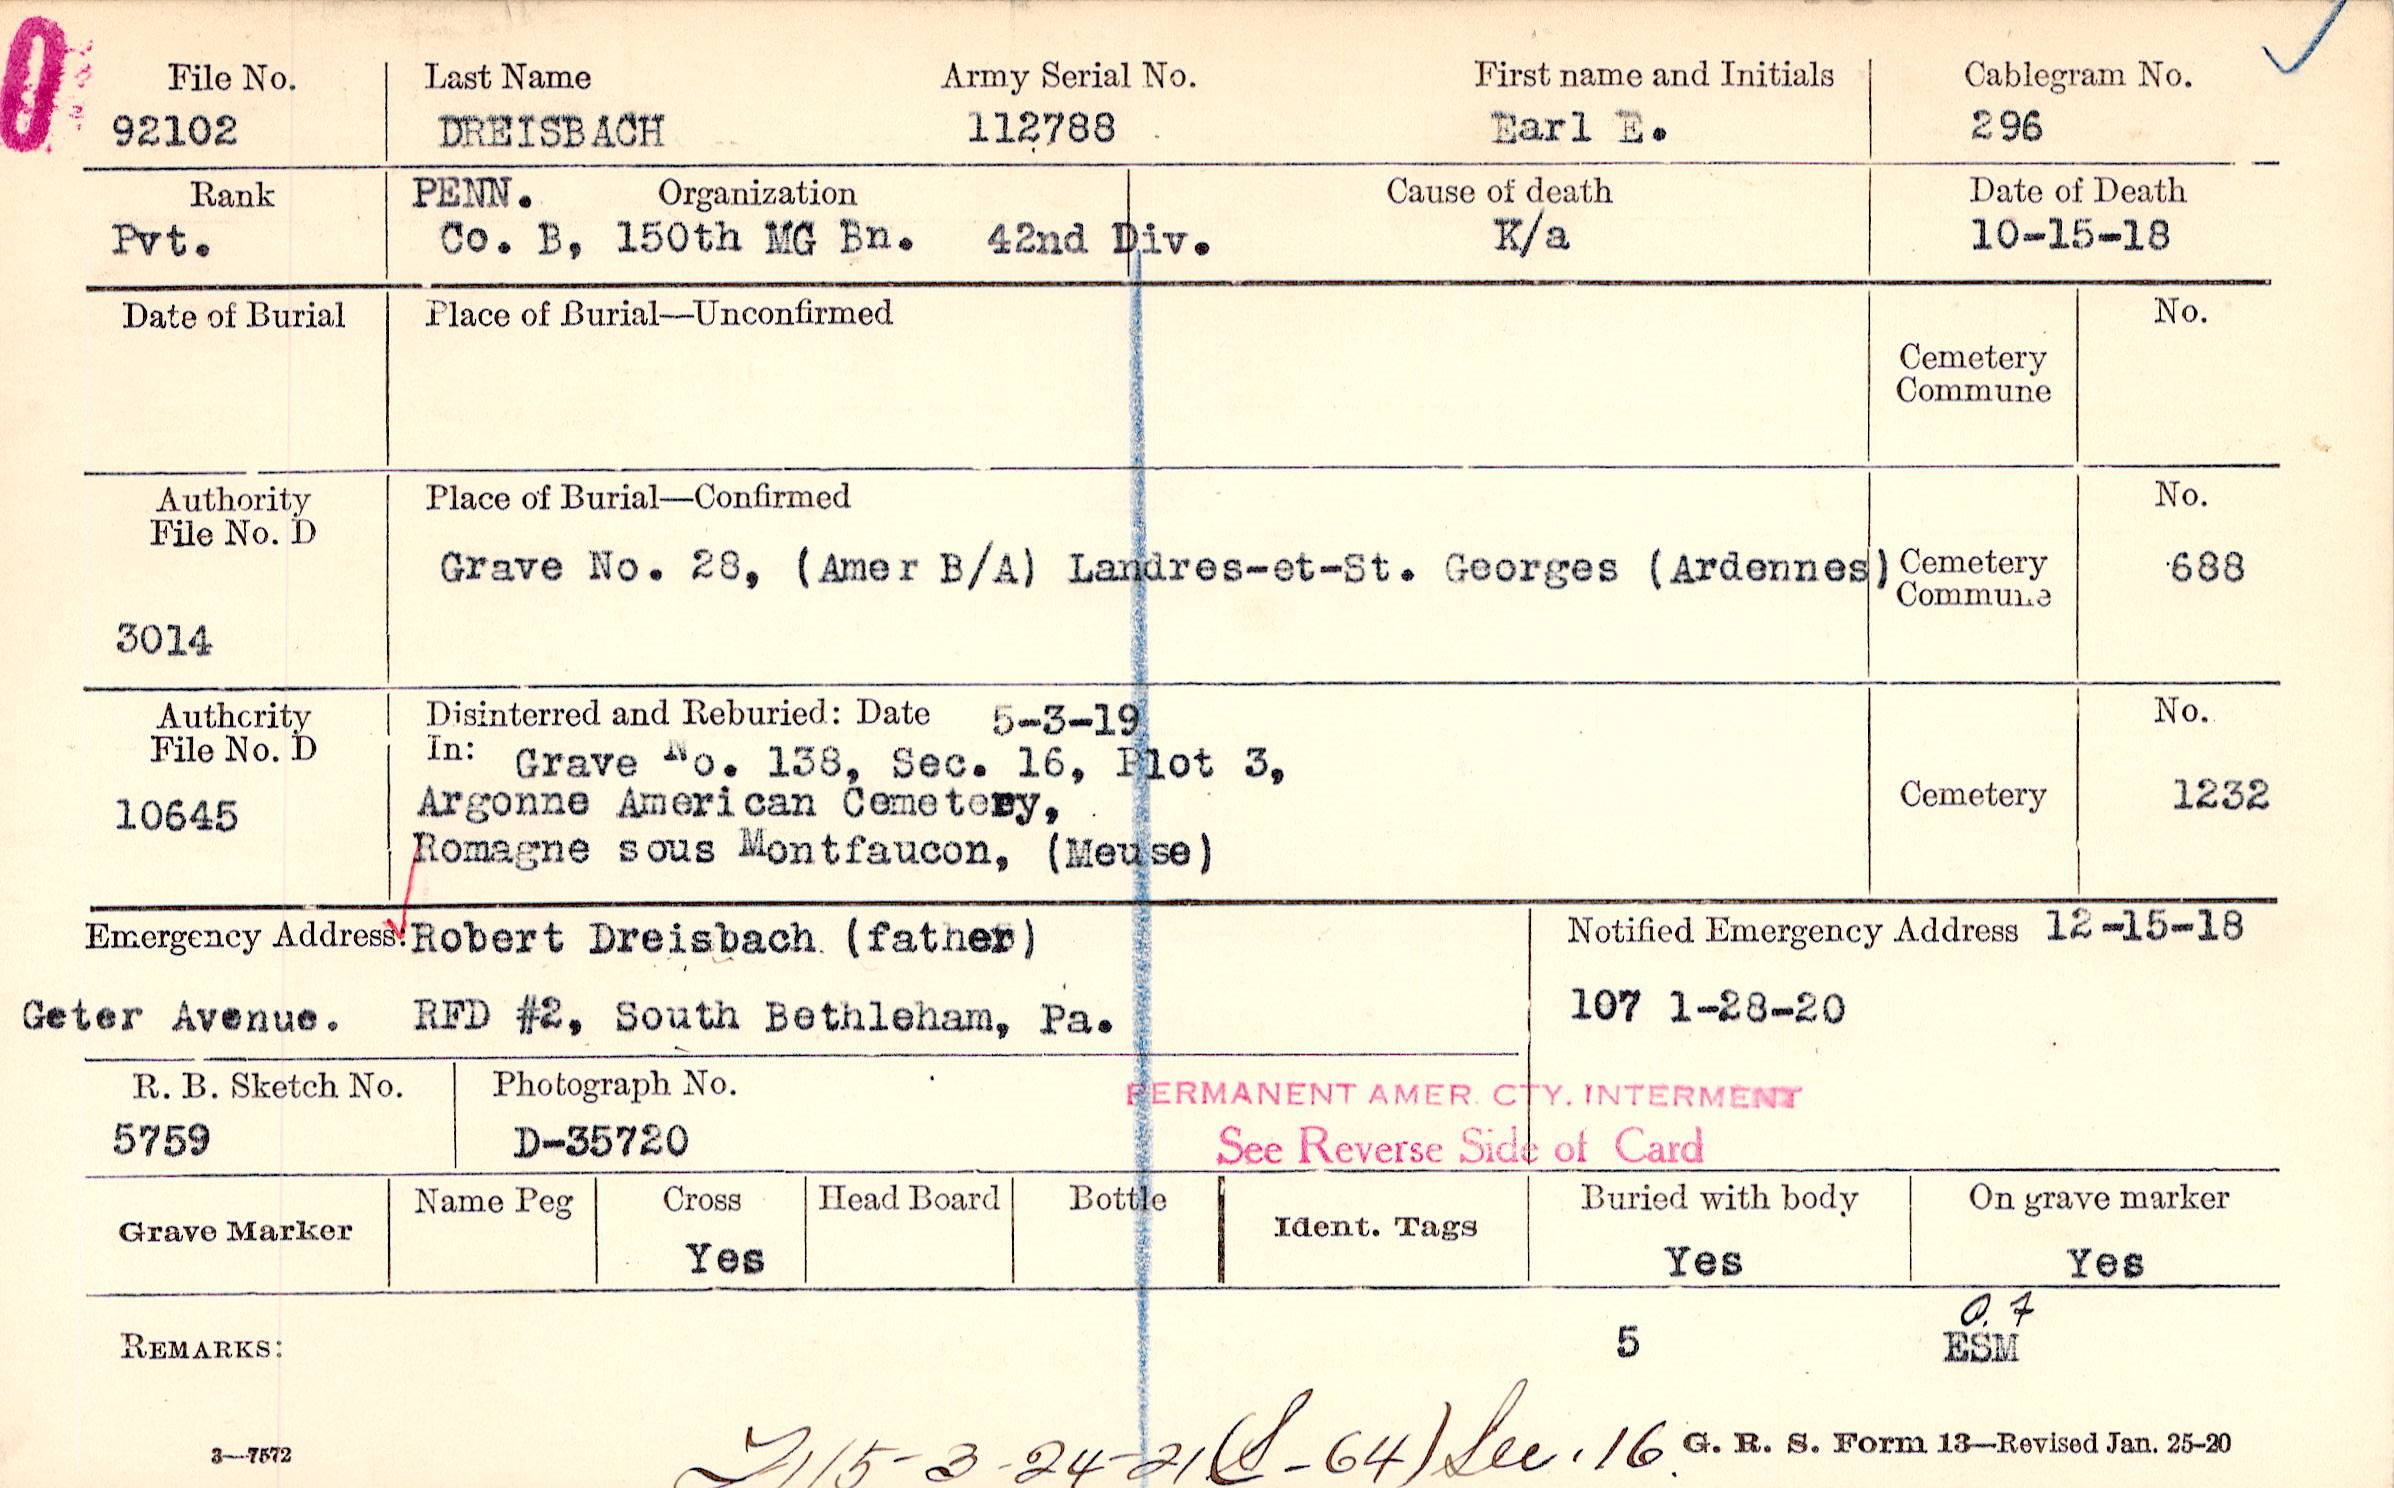 0
File No. Last Name Army Serial No. First name and Initials Cablegram No.
92102 DREISBACH 112788 Earl E. 296
Rank PENN. Organization Cause of death Date of Death
Pvt. Co. B, 150th MG Bn. 42nd Div. K/a 10-15-18
Date of Burial Place of Burial—Unconfirmed No.
Cemetery
Commune
Authority Place of Burial—Confirmed No.
File No. D
Grave No. 28, (Amer B/A) Landres-et-St. Georges (Ardennes) Cemetery 688
Commune
3014
Authority Disinterred and Reburied: Date 5-3-19 No.
File No. D In: Grave No. 138, Sec. 16, Plot 3,
10645 Argonne American Cemetery, Cemetery 1232
Romagne sous Montfaucon, (Meuse)
Emergency Address: Robert Dreisbach (father) Notified Emergency Address 12-15-18
Geter Avenue. RFD #2, South Bethleham, Pa. 107 1-28-20
R. B. Sketch No. Photograph No. PERMANENT AMER. CTY. INTERMENT
5759 D-35720 See Reverse Side of Card
Grave Marker Name Peg Cross Head Board Bottle Ident. Tags Buried with body On grave marker
Yes Yes Yes
REMARKS: 5 ESM
3—7572 5-3-24-21 (S-64) Sec. 16 G. R. S. Form 13—Revised Jan. 25-20